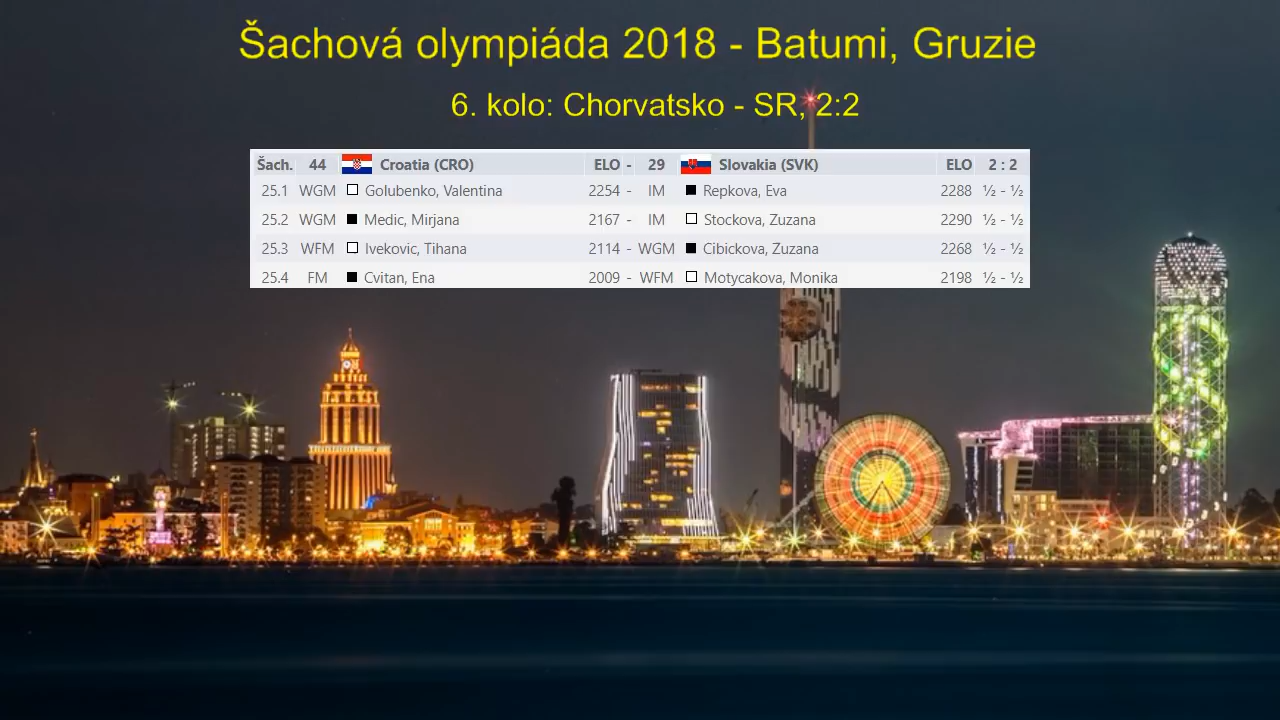 Šachová olympiáda 2018 - Batumi, Gruzie
6. kolo: Chorvatsko - SR, 2:2
Šach. 44 Croatia (CRO) ELO - 29 Slovakia (SVK) ELO 2 : 2
25.1 WGM Golubenko, Valentina 2254 - IM Repkova, Eva 2288 ½ - ½
25.2 WGM Medic, Mirjana 2167 - IM Stockova, Zuzana 2290 ½ - ½
25.3 WFM Ivekovic, Tihana 2114 - WGM Cibickova, Zuzana 2268 ½ - ½
25.4 FM Cvitan, Ena 2009 - WFM Motycakova, Monika 2198 ½ - ½